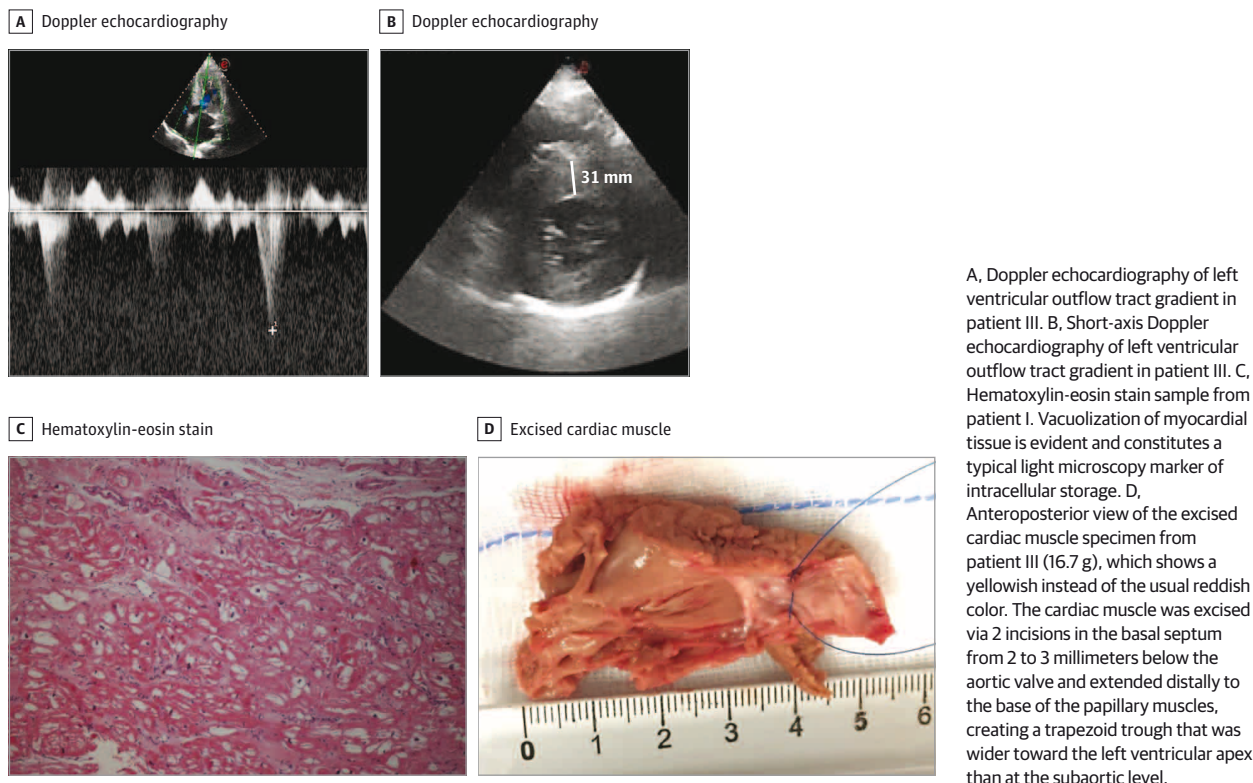 A Doppler echocardiography
B Doppler echocardiography
31 mm
C Hematoxylin-eosin stain
D Excised cardiac muscle
0 1 2 3 4 5 6
A, Doppler echocardiography of left
ventricular outflow tract gradient in
patient III. B, Short-axis Doppler
echocardiography of left ventricular
outflow tract gradient in patient III. C,
Hematoxylin-eosin stain sample from
patient I. Vacuolization of myocardial
tissue is evident and constitutes a
typical light microscopy marker of
intracellular storage. D,
Anteroposterior view of the excised
cardiac muscle specimen from
patient III (16.7 g), which shows a
yellowish instead of the usual reddish
color. The cardiac muscle was excised
via 2 incisions in the basal septum
from 2 to 3 millimeters below the
aortic valve and extended distally to
the base of the papillary muscles,
creating a trapezoid trough that was
wider toward the left ventricular apex
than at the subaortic level.